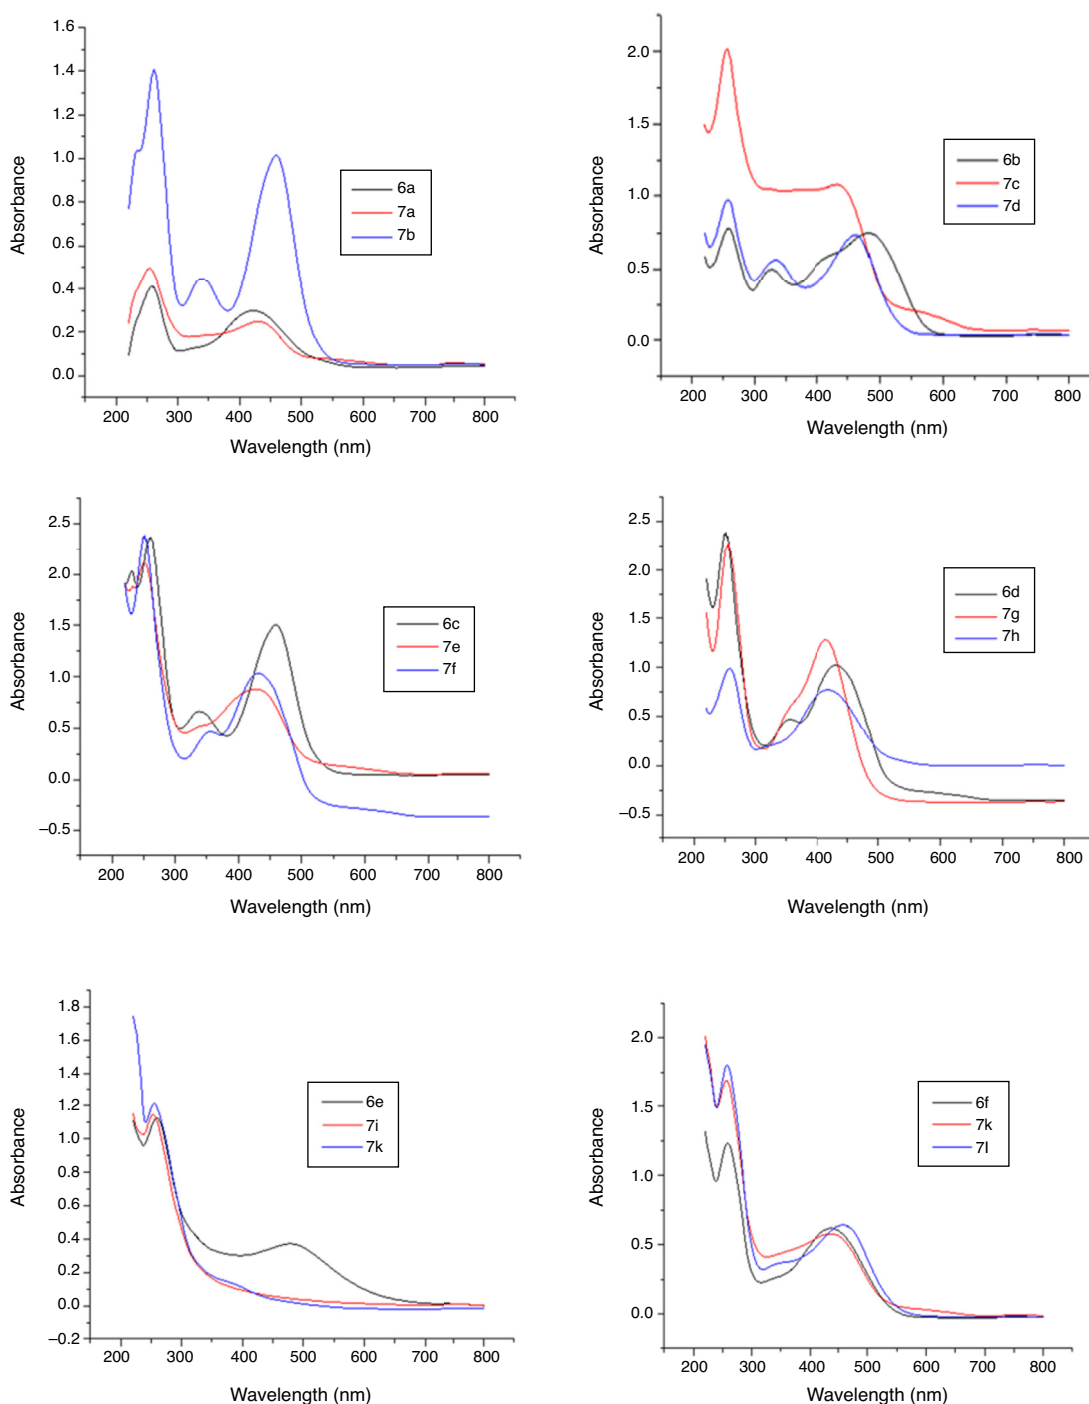 1.6
1.4
1.2
1.0
0.8
0.6
0.4
0.2
0.0
Absorbance
6a
7a
7b
200 300 400 500 600 700 800
Wavelength (nm)
2.0
1.5
1.0
0.5
0.0
Absorbance
6b
7c
7d
200 300 400 500 600 700 800
Wavelength (nm)
2.5
2.0
1.5
1.0
0.5
0.0
–0.5
Absorbance
6c
7e
7f
200 300 400 500 600 700 800
Wavelength (nm)
2.5
2.0
1.5
1.0
0.5
0.0
–0.5
Absorbance
6d
7g
7h
200 300 400 500 600 700 800
Wavelength (nm)
1.8
1.6
1.4
1.2
1.0
0.8
0.6
0.4
0.2
0.0
–0.2
Absorbance
6e
7i
7k
200 300 400 500 600 700 800
Wavelength (nm)
2.0
1.5
1.0
0.5
0.0
Absorbance
6f
7k
7l
200 300 400 500 600 700 800
Wavelength (nm)